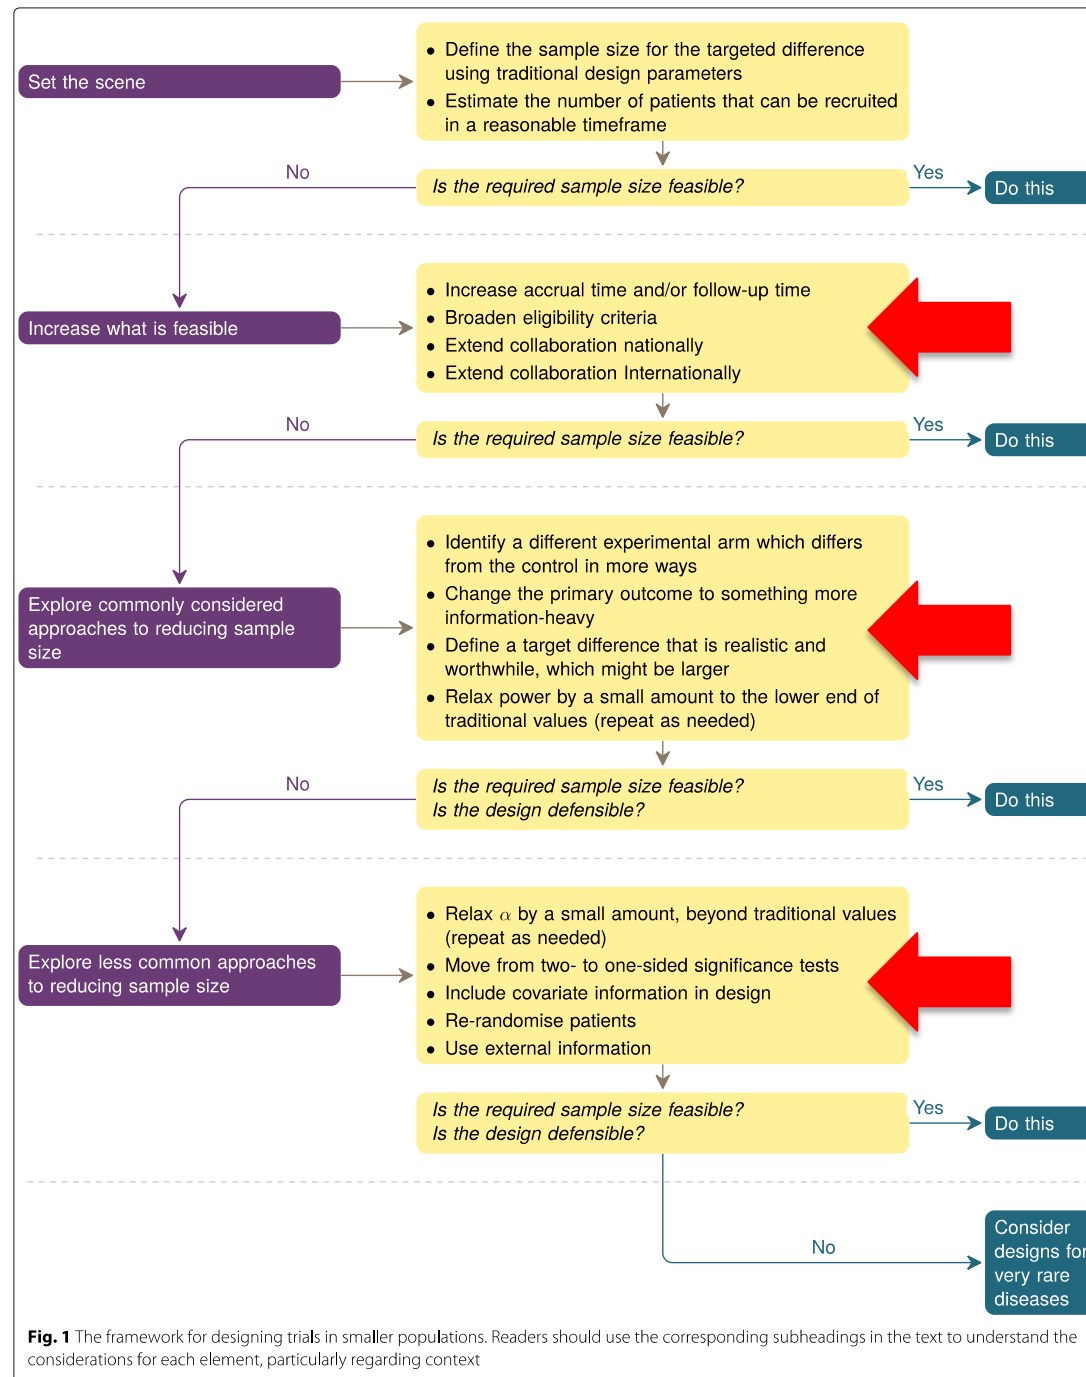 Set the scene
• Define the sample size for the targeted difference
using traditional design parameters
• Estimate the number of patients that can be recruited
in a reasonable timeframe
No
Is the required sample size feasible?
Yes
Do this
Increase what is feasible
• Increase accrual time and/or follow-up time
• Broaden eligibility criteria
• Extend collaboration nationally
• Extend collaboration Internationally
No
Is the required sample size feasible?
Yes
Do this
Explore commonly considered
approaches to reducing sample
size
• Identify a different experimental arm which differs
from the control in more ways
• Change the primary outcome to something more
information-heavy
• Define a target difference that is realistic and
worthwhile, which might be larger
• Relax power by a small amount to the lower end of
traditional values (repeat as needed)
No
Is the required sample size feasible?
Is the design defensible?
Yes
Do this
Explore less common approaches
to reducing sample size
• Relax α by a small amount, beyond traditional values
(repeat as needed)
• Move from two- to one-sided significance tests
• Include covariate information in design
• Re-randomise patients
• Use external information
Is the required sample size feasible?
Is the design defensible?
Yes
Do this
No
Consider
designs for
very rare
diseases
Fig. 1 The framework for designing trials in smaller populations. Readers should use the corresponding subheadings in the text to understand the
considerations for each element, particularly regarding context